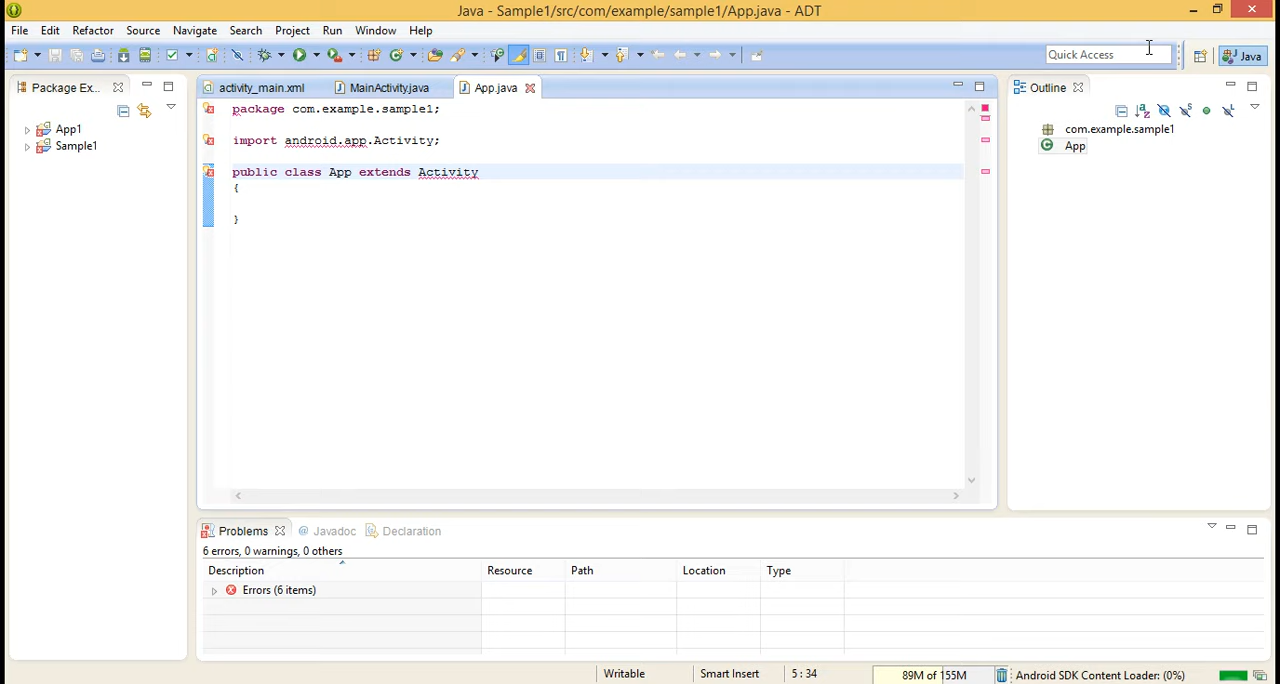 Java - Sample1/src/com/example/sample1/App.java - ADT
File Edit Refactor Source Navigate Search Project Run Window Help
Quick Access
Java
Package Ex...
App1
Sample1
activity_main.xml
MainActivity.java
App.java
package com.example.sample1;
import android.app.Activity;
public class App extends Activity
{
}
Outline
com.example.sample1
App
Problems
@ Javadoc
Declaration
6 errors, 0 warnings, 0 others
Description Resource Path Location Type
Errors (6 items)
Writable
Smart Insert
5 : 34
89M of 155M
Android SDK Content Loader: (0%)